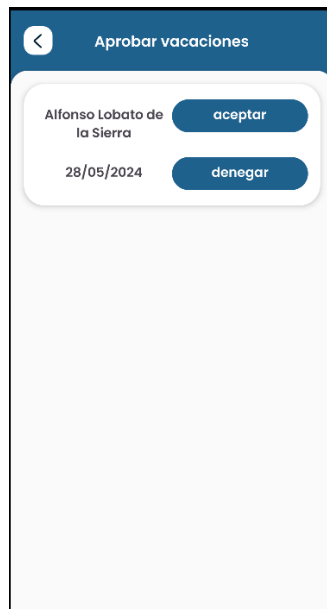 Aprobar vacaciones
Alfonso Lobato de
la Sierra
aceptar
28/05/2024
denegar